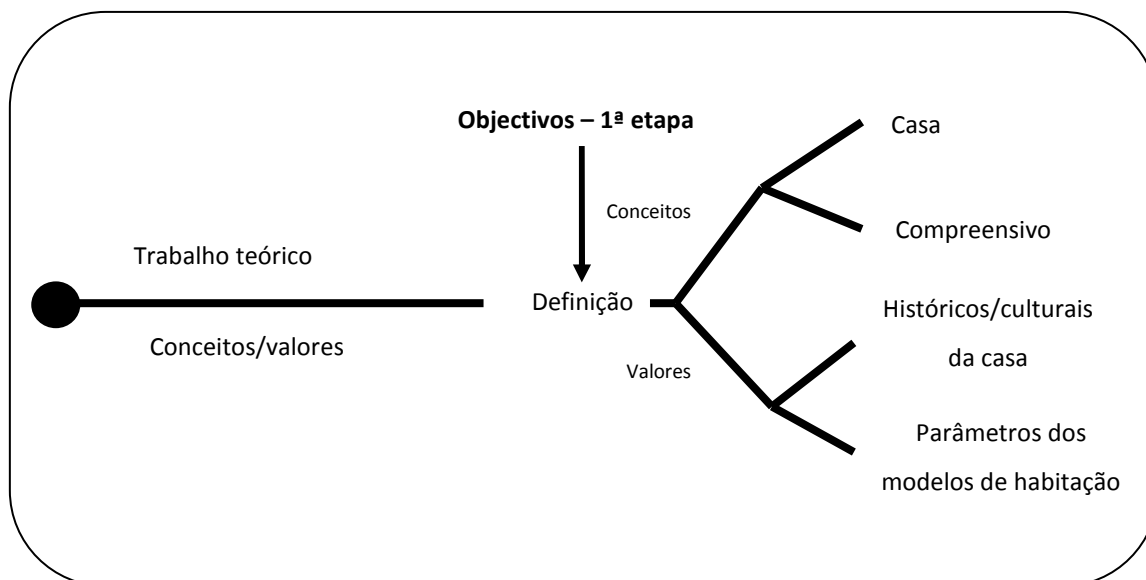 Objectivos – 1ª etapa
Casa
Conceitos
Compreensivo
Trabalho teórico
Definição
Históricos/culturais
da casa
Conceitos/valores
Valores
Parâmetros dos
modelos de habitação